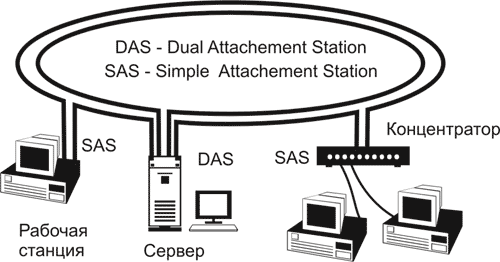 DAS - Dual Attachement Station
SAS - Simple Attachement Station
SAS
DAS
SAS
Концентратор
Рабочая
станция
Сервер